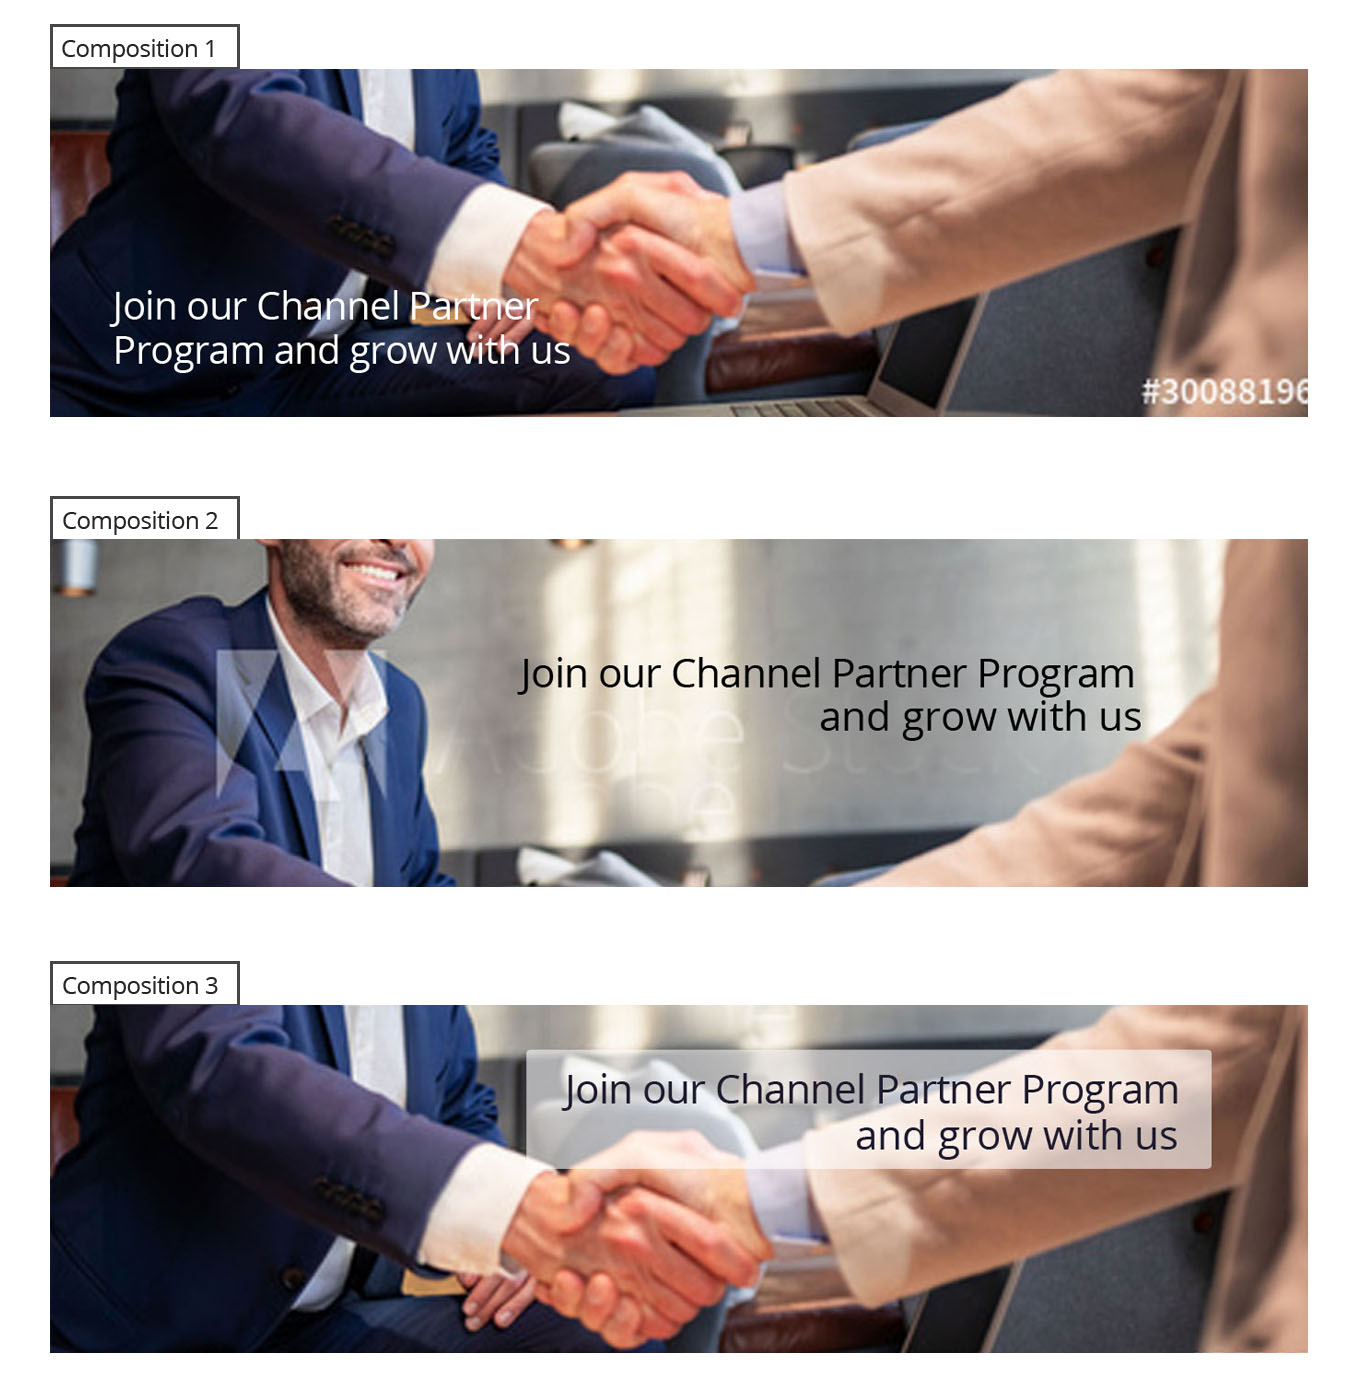 Composition 1
Join our Channel Partner
Program and grow with us
#30088196
Composition 2
Join our Channel Partner Program
and grow with us
Adobe Stock
Composition 3
Join our Channel Partner Program
and grow with us